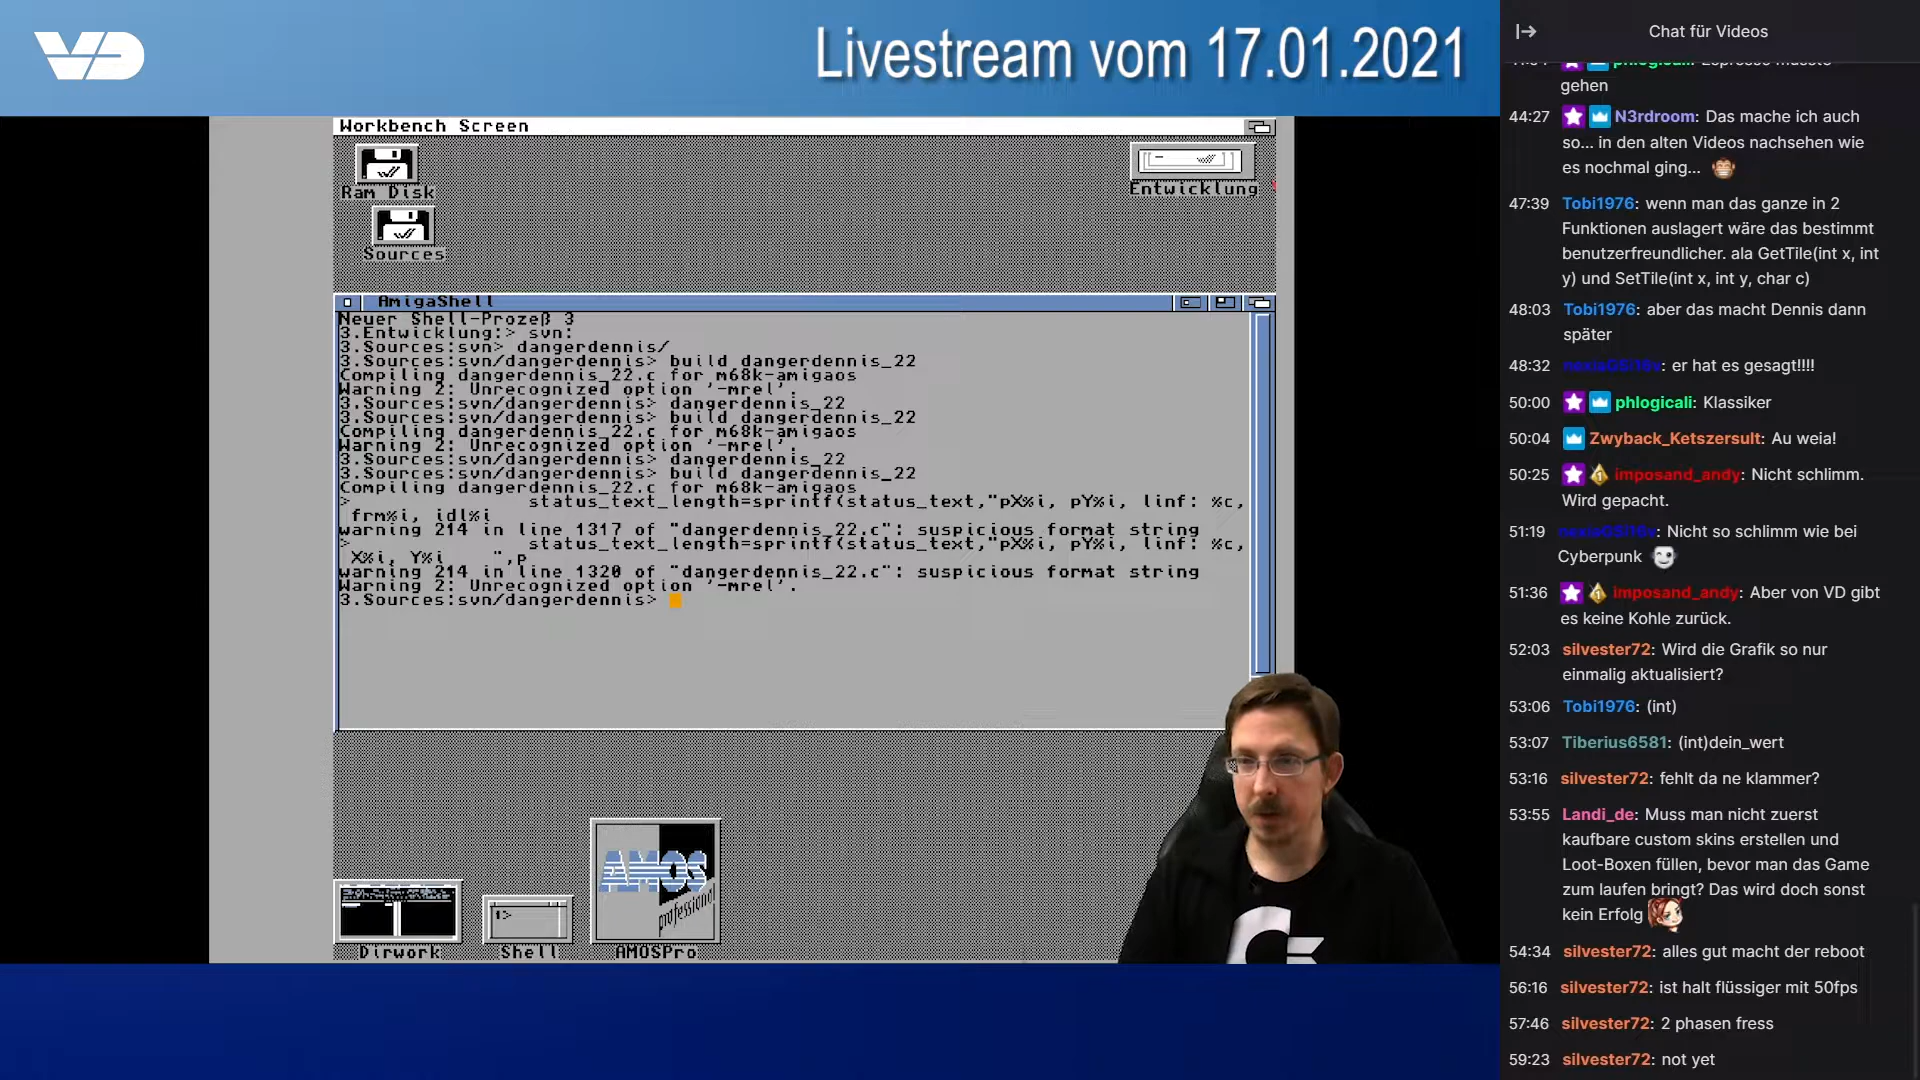 VD
Livestream vom 17.01.2021
Workbench Screen
Ram Disk
Entwicklung
Sources
AmigaShell
Neuer Shell-Prozeß 3
3.Entwicklung:> svn:
3.Sources:svn> dangerdennis/
3.Sources:svn/dangerdennis> build dangerdennis_22
Compiling dangerdennis_22.c for m68k-amigaos
Warning 2: Unrecognized option '-mrel'.
3.Sources:svn/dangerdennis> dangerdennis_22
3.Sources:svn/dangerdennis> build dangerdennis_22
Compiling dangerdennis_22.c for m68k-amigaos
Warning 2: Unrecognized option '-mrel'.
3.Sources:svn/dangerdennis> dangerdennis_22
3.Sources:svn/dangerdennis> build dangerdennis_22
Compiling dangerdennis_22.c for m68k-amigaos
> status_text_length=sprintf(status_text,"pX%i, pY%i, linf: %c,
frm%i, idl%i
warning 214 in line 1317 of "dangerdennis_22.c": suspicious format string
> status_text_length=sprintf(status_text,"pX%i, pY%i, linf: %c,
X%i, Y%i ",p
warning 214 in line 1320 of "dangerdennis_22.c": suspicious format string
Warning 2: Unrecognized option '-mrel'.
3.Sources:svn/dangerdennis>
1>
AMOS
professional
Dirwork
Shell
AMOSPro
Chat für Videos
gehen
44:27 N3rdroom: Das mache ich auch
so... in den alten Videos nachsehen wie
es nochmal ging...
47:39 Tobi1976: wenn man das ganze in 2
Funktionen auslagert wäre das bestimmt
benutzerfreundlicher. ala GetTile(int x, int
y) und SetTile(int x, int y, char c)
48:03 Tobi1976: aber das macht Dennis dann
später
48:32 : er hat es gesagt!!!!
50:00 phlogicali: Klassiker
50:04 Zwyback_Ketszersult: Au weia!
50:25 imposand_andy: Nicht schlimm.
Wird gepacht.
51:19 : Nicht so schlimm wie bei
Cyberpunk
51:36 imposand_andy: Aber von VD gibt
es keine Kohle zurück.
52:03 silvester72: Wird die Grafik so nur
einmalig aktualisiert?
53:06 Tobi1976: (int)
53:07 Tiberius6581: (int)dein_wert
53:16 silvester72: fehlt da ne klammer?
53:55 Landi_de: Muss man nicht zuerst
kaufbare custom skins erstellen und
Loot-Boxen füllen, bevor man das Game
zum laufen bringt? Das wird doch sonst
kein Erfolg
54:34 silvester72: alles gut macht der reboot
56:16 silvester72: ist halt flüssiger mit 50fps
57:46 silvester72: 2 phasen fress
59:23 silvester72: not yet